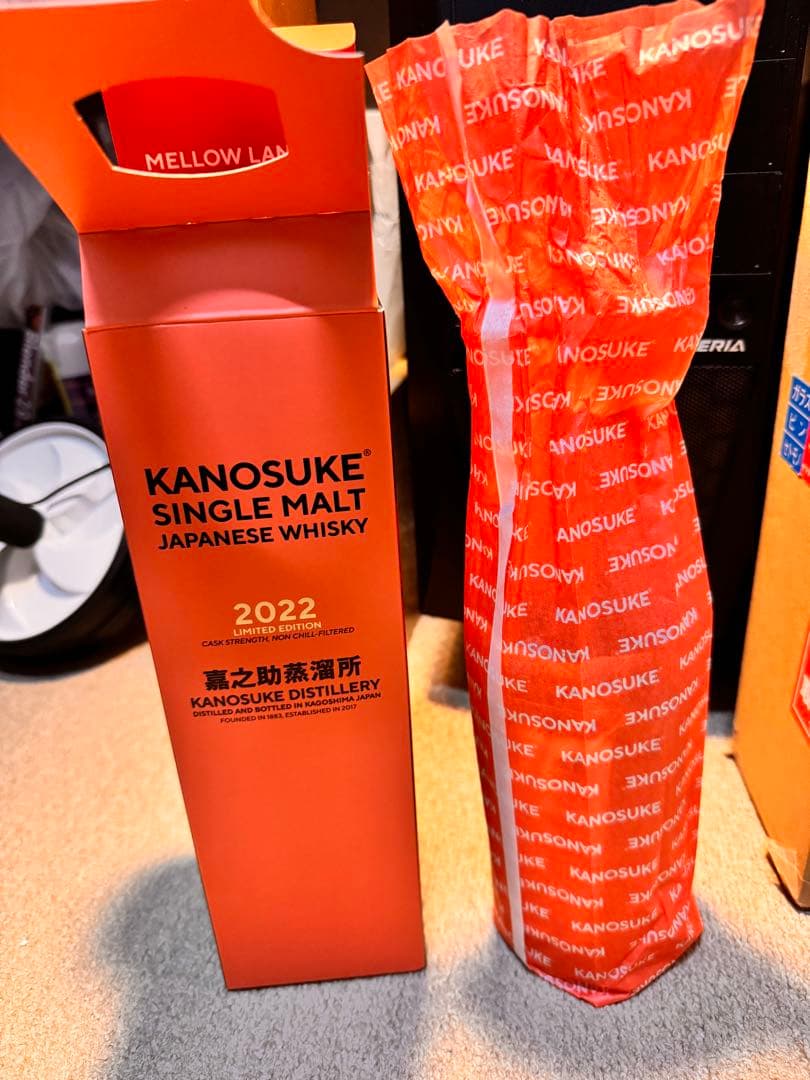 MELLOW LAN
KANOSUKE®
SINGLE MALT
JAPANESE WHISKY
2022
LIMITED EDITION
CASK STRENGTH, NON CHILL-FILTERED
嘉之助蒸溜所
KANOSUKE DISTILLERY
DISTILLED AND BOTTLED IN KAGOSHIMA JAPAN
FOUNDED IN 1883, ESTABLISHED IN 2017
KANOSUKE
KANOSUKE
KANOSUKE
KANOSUKE
KANOSUKE
KANOSUKE
KANOSUKE
KANOSUKE
KANOSUKE
KANOSUKE
KANOSUKE
KANOSUKE
ERIA